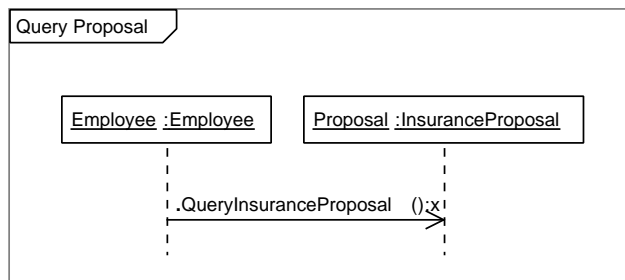 Query Proposal
Employee :Employee
Proposal :InsuranceProposal
.QueryInsuranceProposal ():x